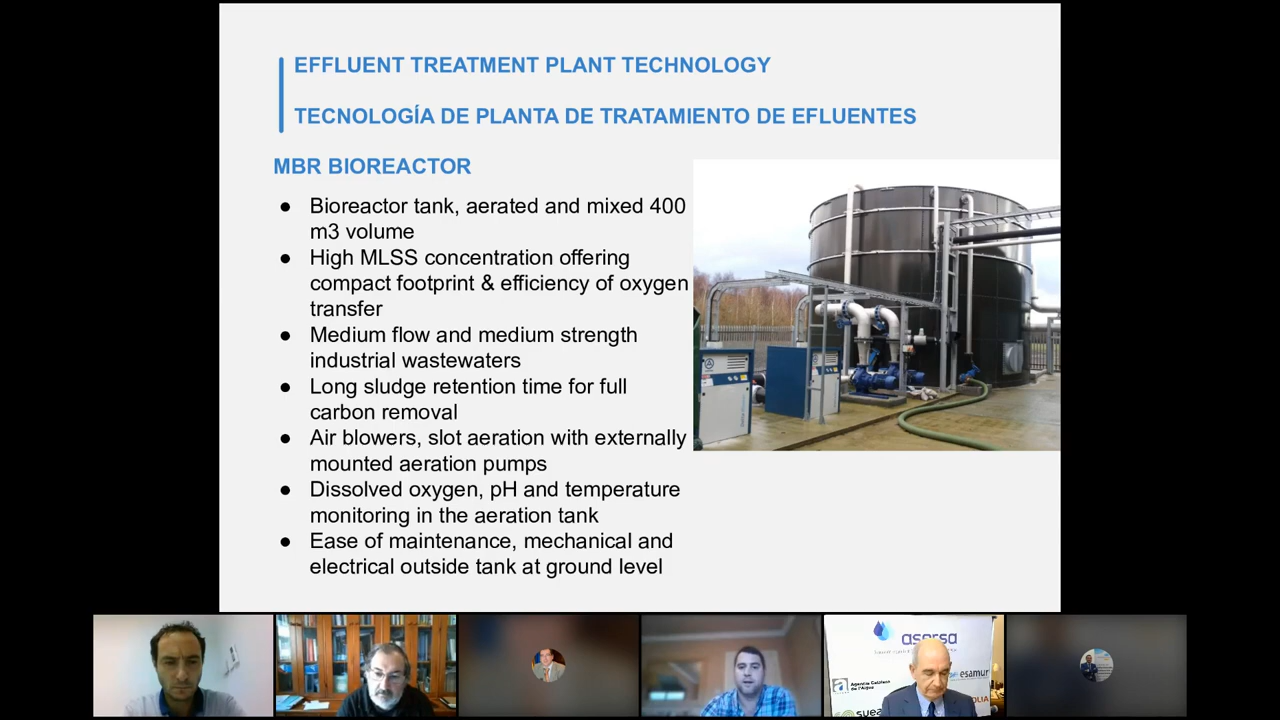 EFFLUENT TREATMENT PLANT TECHNOLOGY
TECNOLOGÍA DE PLANTA DE TRATAMIENTO DE EFLUENTES
MBR BIOREACTOR
● Bioreactor tank, aerated and mixed 400
m3 volume
● High MLSS concentration offering
compact footprint & efficiency of oxygen
transfer
● Medium flow and medium strength
industrial wastewaters
● Long sludge retention time for full
carbon removal
● Air blowers, slot aeration with externally
mounted aeration pumps
● Dissolved oxygen, pH and temperature
monitoring in the aeration tank
● Ease of maintenance, mechanical and
electrical outside tank at ground level
asersa
esamur
Agència Catalana
de l'Aigua